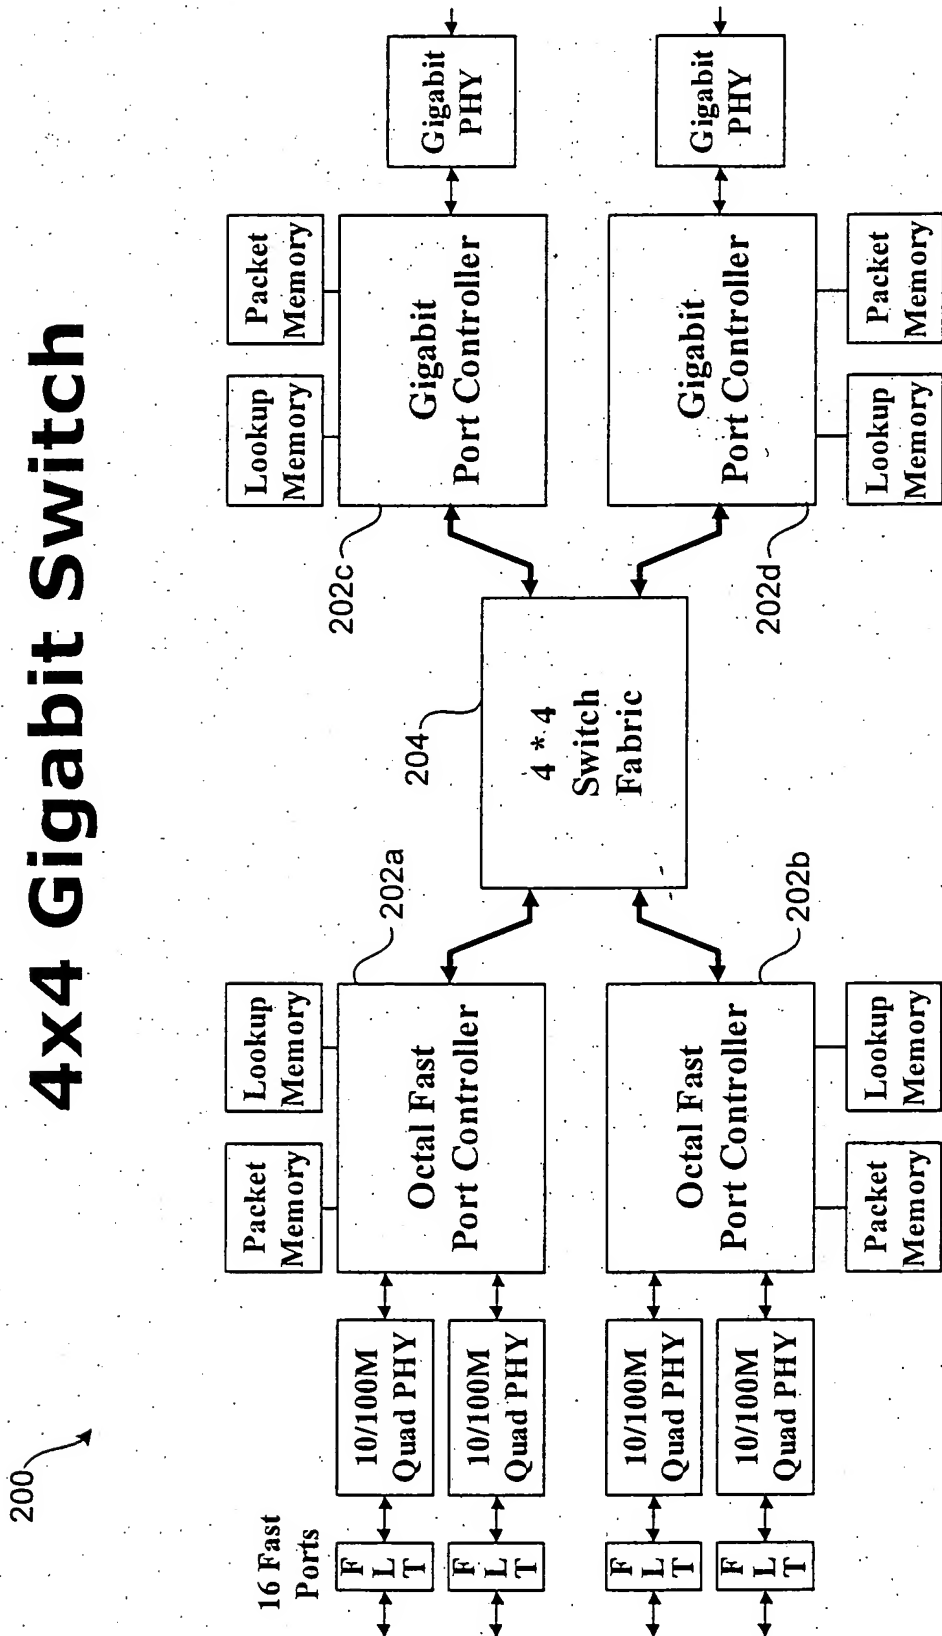 4x4 Gigabit Switch
200
16 Fast
Ports
F
L
T
10/100M
Quad PHY
F
L
T
10/100M
Quad PHY
Packet
Memory
Lookup
Memory
Octal Fast
Port Controller
202a
F
L
T
10/100M
Quad PHY
F
L
T
10/100M
Quad PHY
Octal Fast
Port Controller
202b
Packet
Memory
Lookup
Memory
204
4 * 4
Switch
Fabric
Lookup
Memory
Packet
Memory
202c
Gigabit
Port Controller
Gigabit
PHY
202d
Gigabit
Port Controller
Gigabit
PHY
Lookup
Memory
Packet
Memory